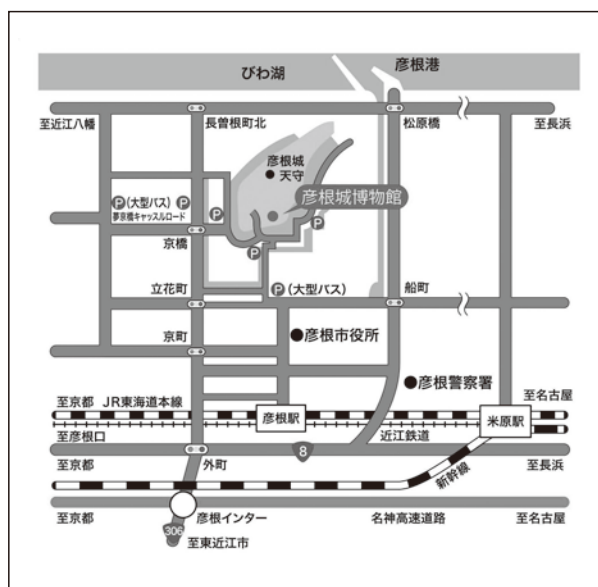 びわ湖
彦根港
至近江八幡
長曽根町北
松原橋
至長浜
彦根城
天守
彦根城博物館
P(大型バス) P
夢京橋キャッスルロード
P
P
京橋
P
立花町
P(大型バス)
船町
京町
彦根市役所
彦根警察署
至京都 JR東海道本線
至名古屋
彦根駅
米原駅
至彦根口
近江鉄道
8
至京都
外町
至長浜
新幹線
至京都
彦根インター
名神高速道路
至名古屋
306
至東近江市